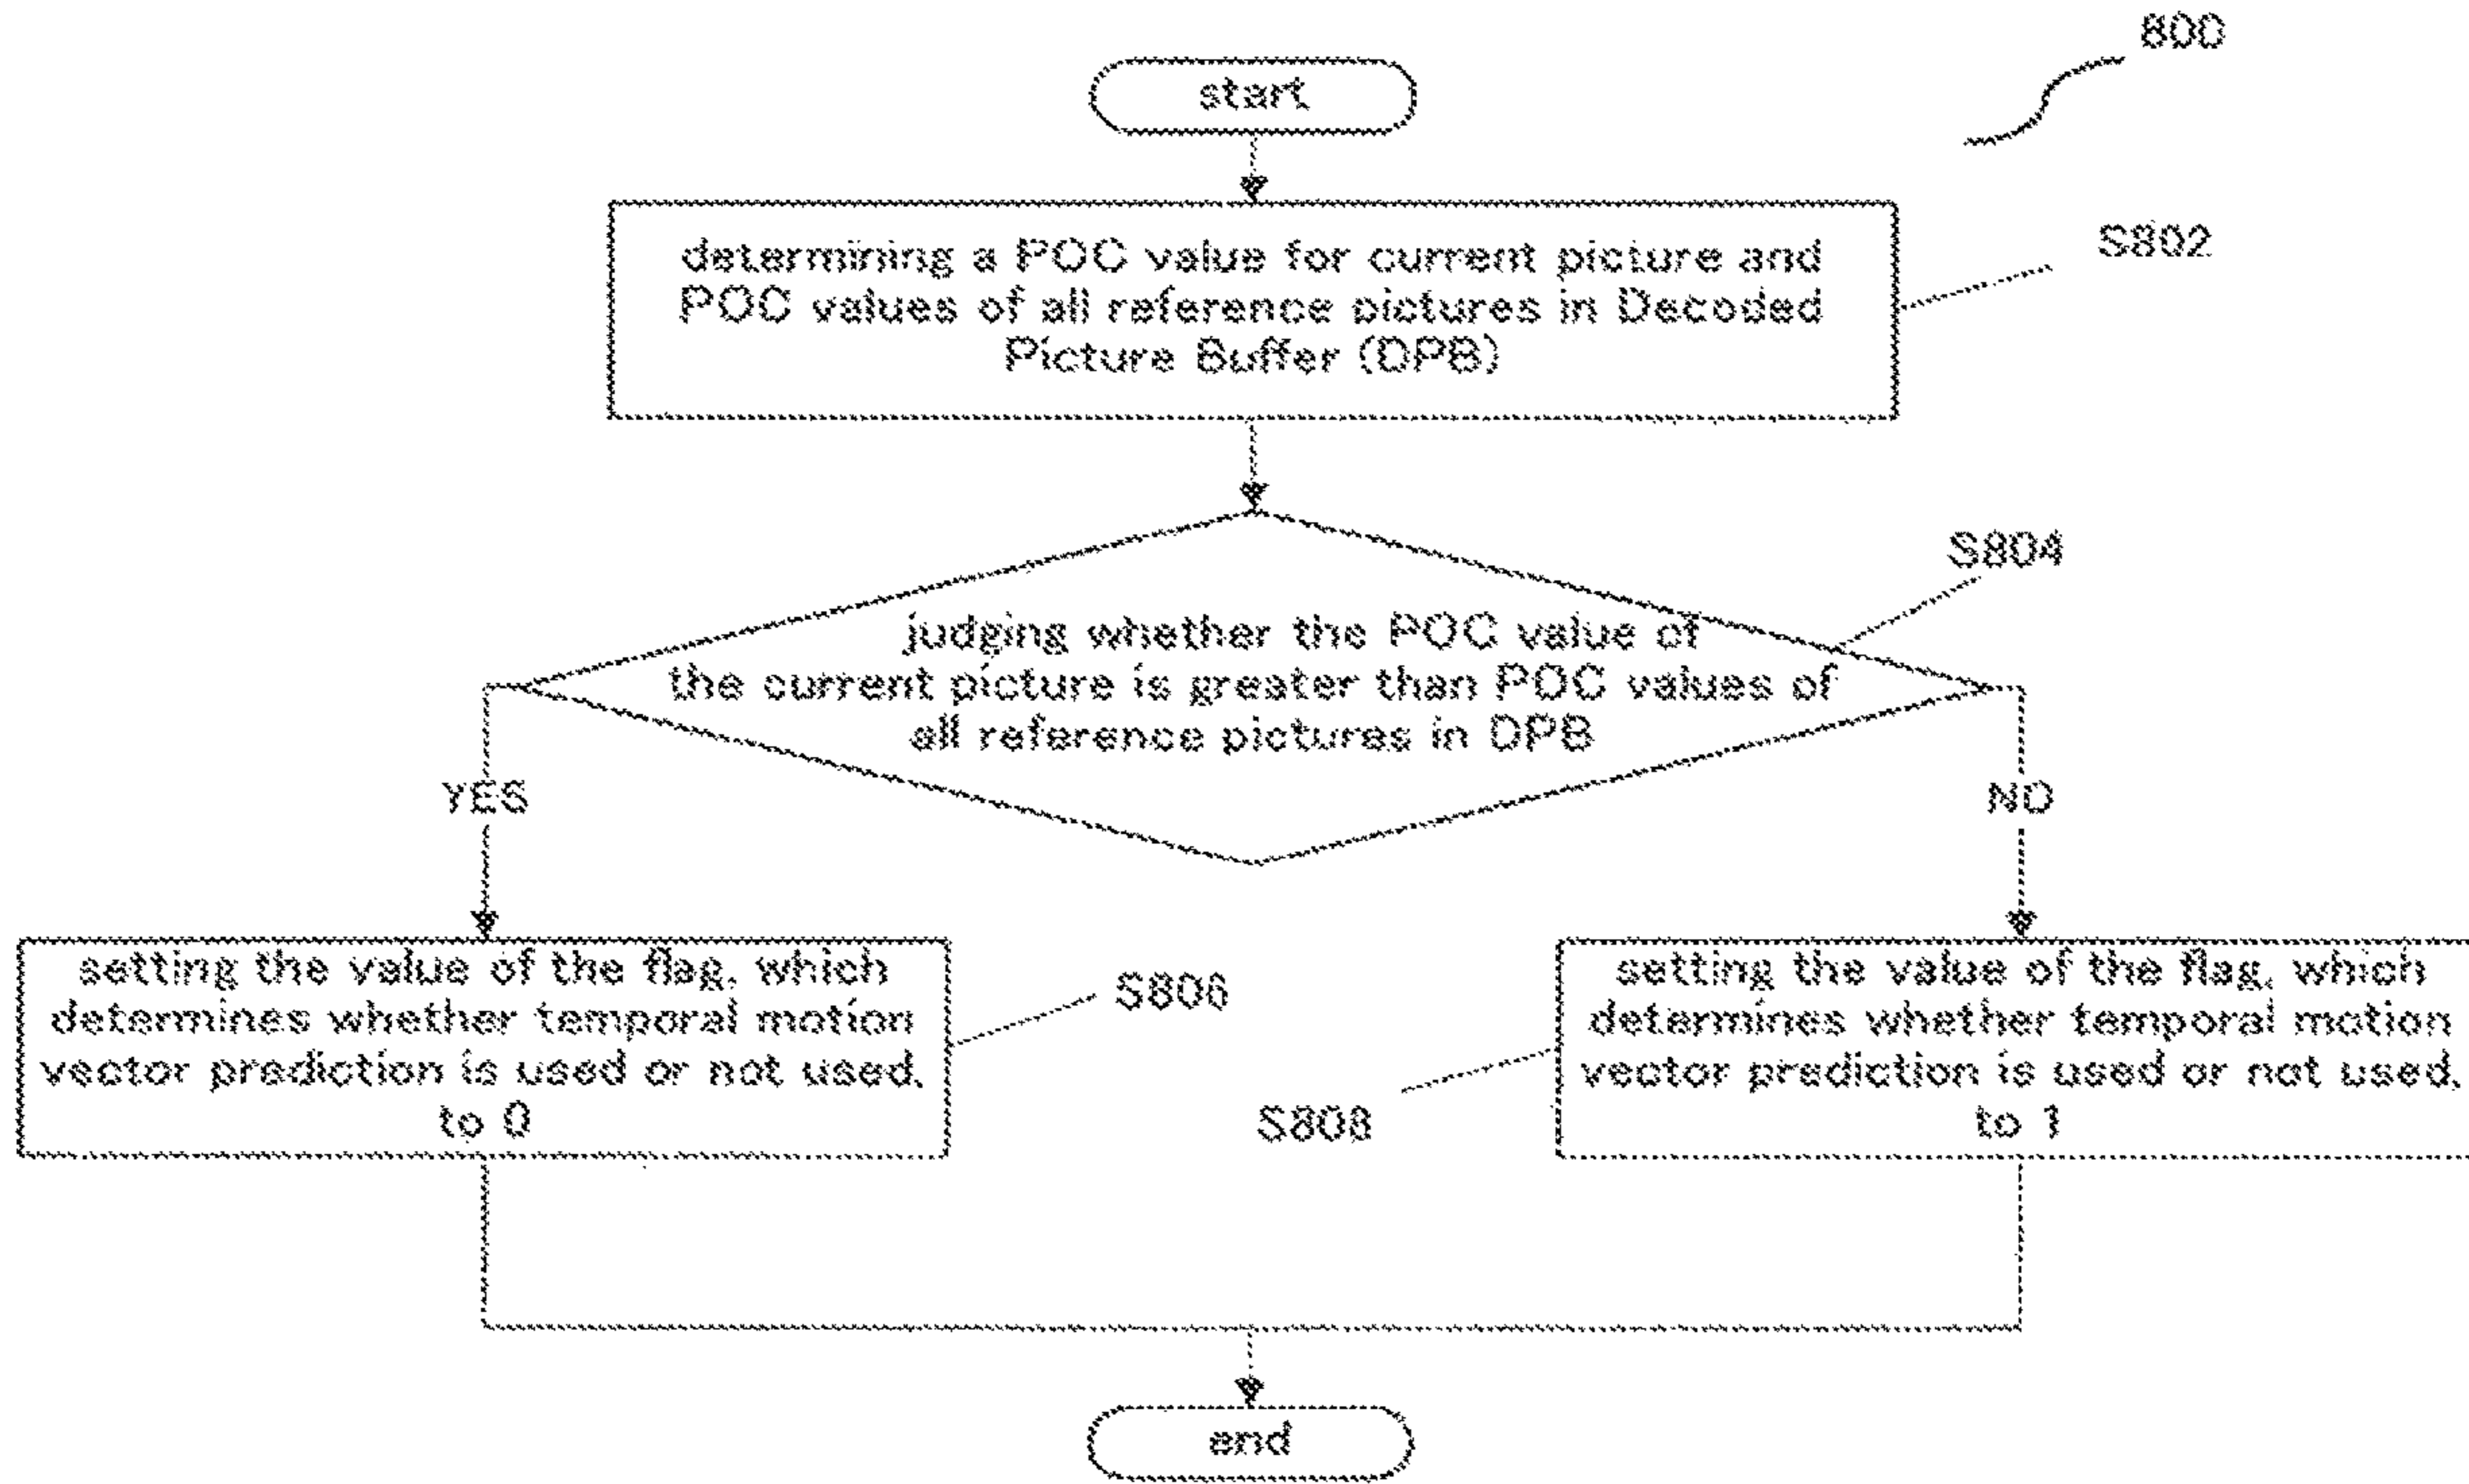 800
start
determining a POC value for current picture and
POC values of all reference pictures in Decoded
Picture Buffer (DPB)
S802
judging whether the POC value of
the current picture is greater than POC values of
all reference pictures in DPB
S804
YES
NO
setting the value of the flag, which
determines whether temporal motion
vector prediction is used or not used,
to 0
S806
setting the value of the flag, which
determines whether temporal motion
vector prediction is used or not used,
to 1
S808
end